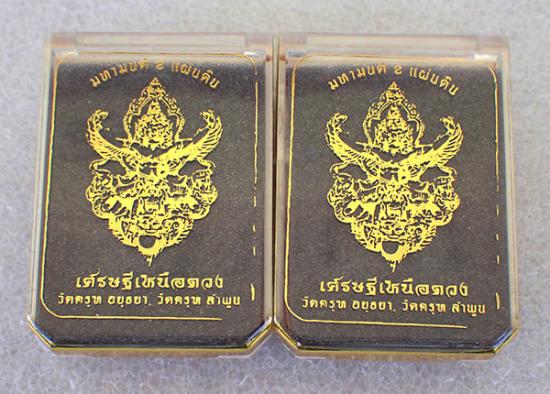 มหามนต์ ๖ แผ่นดิน
เศรษฐีเหนือดวง
วัดครุฑ อยุธยา. วัดครุฑ ลำพูน
มหามนต์ ๖ แผ่นดิน
เศรษฐีเหนือดวง
วัดครุฑ อยุธยา. วัดครุฑ ลำพูน